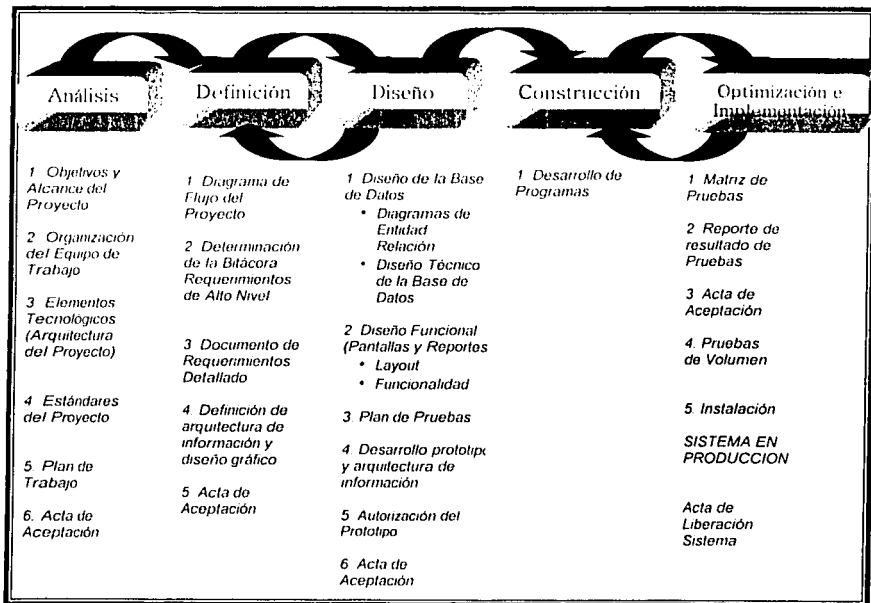 Análisis
Definición
Diseño
Construcción
Optimización e
Implementación
1 Objetivos y
Alcance del
Proyecto
2 Organización
del Equipo de
Trabajo
3 Elementos
Tecnológicos
(Arquitectura
del Proyecto)
4 Estándares
del Proyecto
5. Plan de
Trabajo
6. Acta de
Aceptación
1 Diagrama de
Flujo del
Proyecto
2 Determinación
de la Bitácora
Requerimientos
de Alto Nivel
3 Documento de
Requerimientos
Detallado
4. Definición de
arquitectura de
información y
diseño gráfico
5 Acta de
Aceptación
1 Diseño de la Base
de Datos
• Diagramas de
Entidad
Relación
• Diseño Técnico
de la Base de
Datos
2 Diseño Funcional
(Pantallas y Reportes
• Layout
• Funcionalidad
3. Plan de Pruebas
4. Desarrollo prototipo
y arquitectura de
información
5 Autorización del
Prototipo
6 Acta de
Aceptación
1 Desarrollo de
Programas
1 Matriz de
Pruebas
2 Reporte de
resultado de
Pruebas
3 Acta de
Aceptación
4. Pruebas
de Volumen
5. Instalación
SISTEMA EN
PRODUCCION
Acta de
Liberación
Sistema